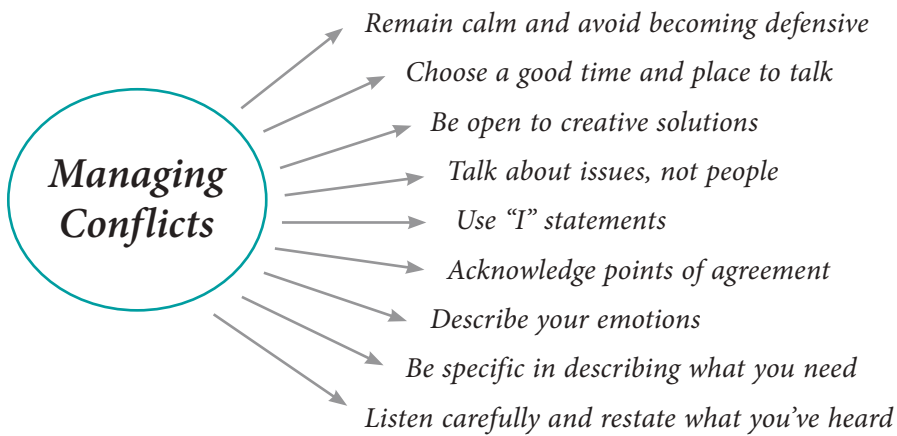 Managing
Conflicts
Remain calm and avoid becoming defensive
Choose a good time and place to talk
Be open to creative solutions
Talk about issues, not people
Use “I” statements
Acknowledge points of agreement
Describe your emotions
Be specific in describing what you need
Listen carefully and restate what you’ve heard